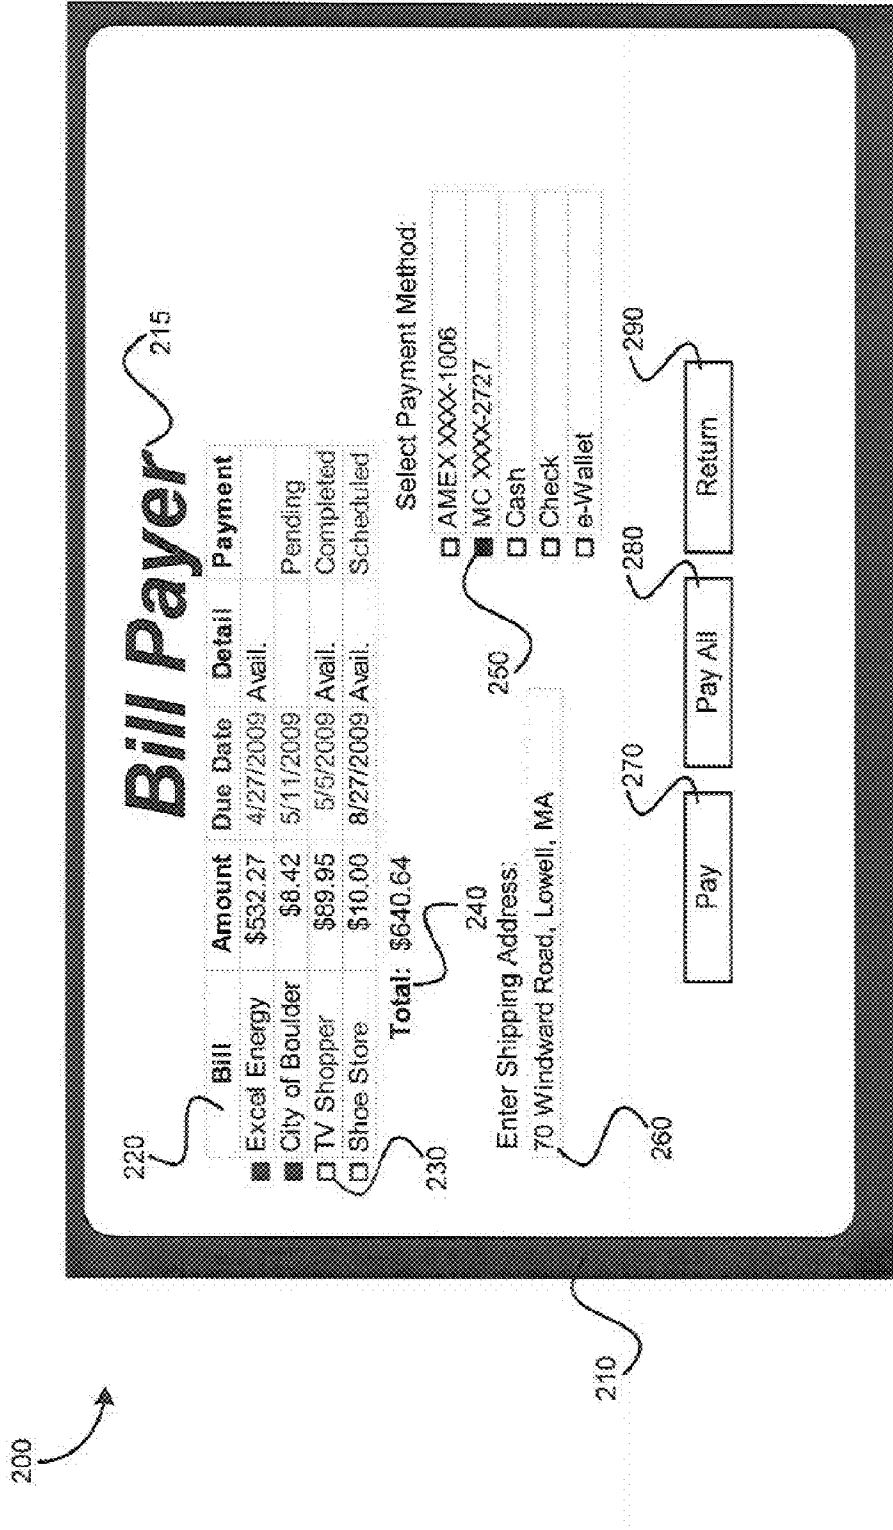 200
Bill Payer
215
220
Bill Amount Due Date Detail Payment
Excel Energy $532.27 4/27/2009 Avail.
City of Boulder $8.42 5/11/2009 Pending
TV Shopper $89.95 5/5/2009 Avail. Completed
Shoe Store $10.00 8/27/2009 Avail. Scheduled
230
Total: $640.64
240
Select Payment Method:
AMEX XXXX-1006
MC XXXX-2727
Cash
Check
e-Wallet
250
Enter Shipping Address:
70 Windward Road, Lowell, MA
260
270
280
290
Pay
Pay All
Return
210